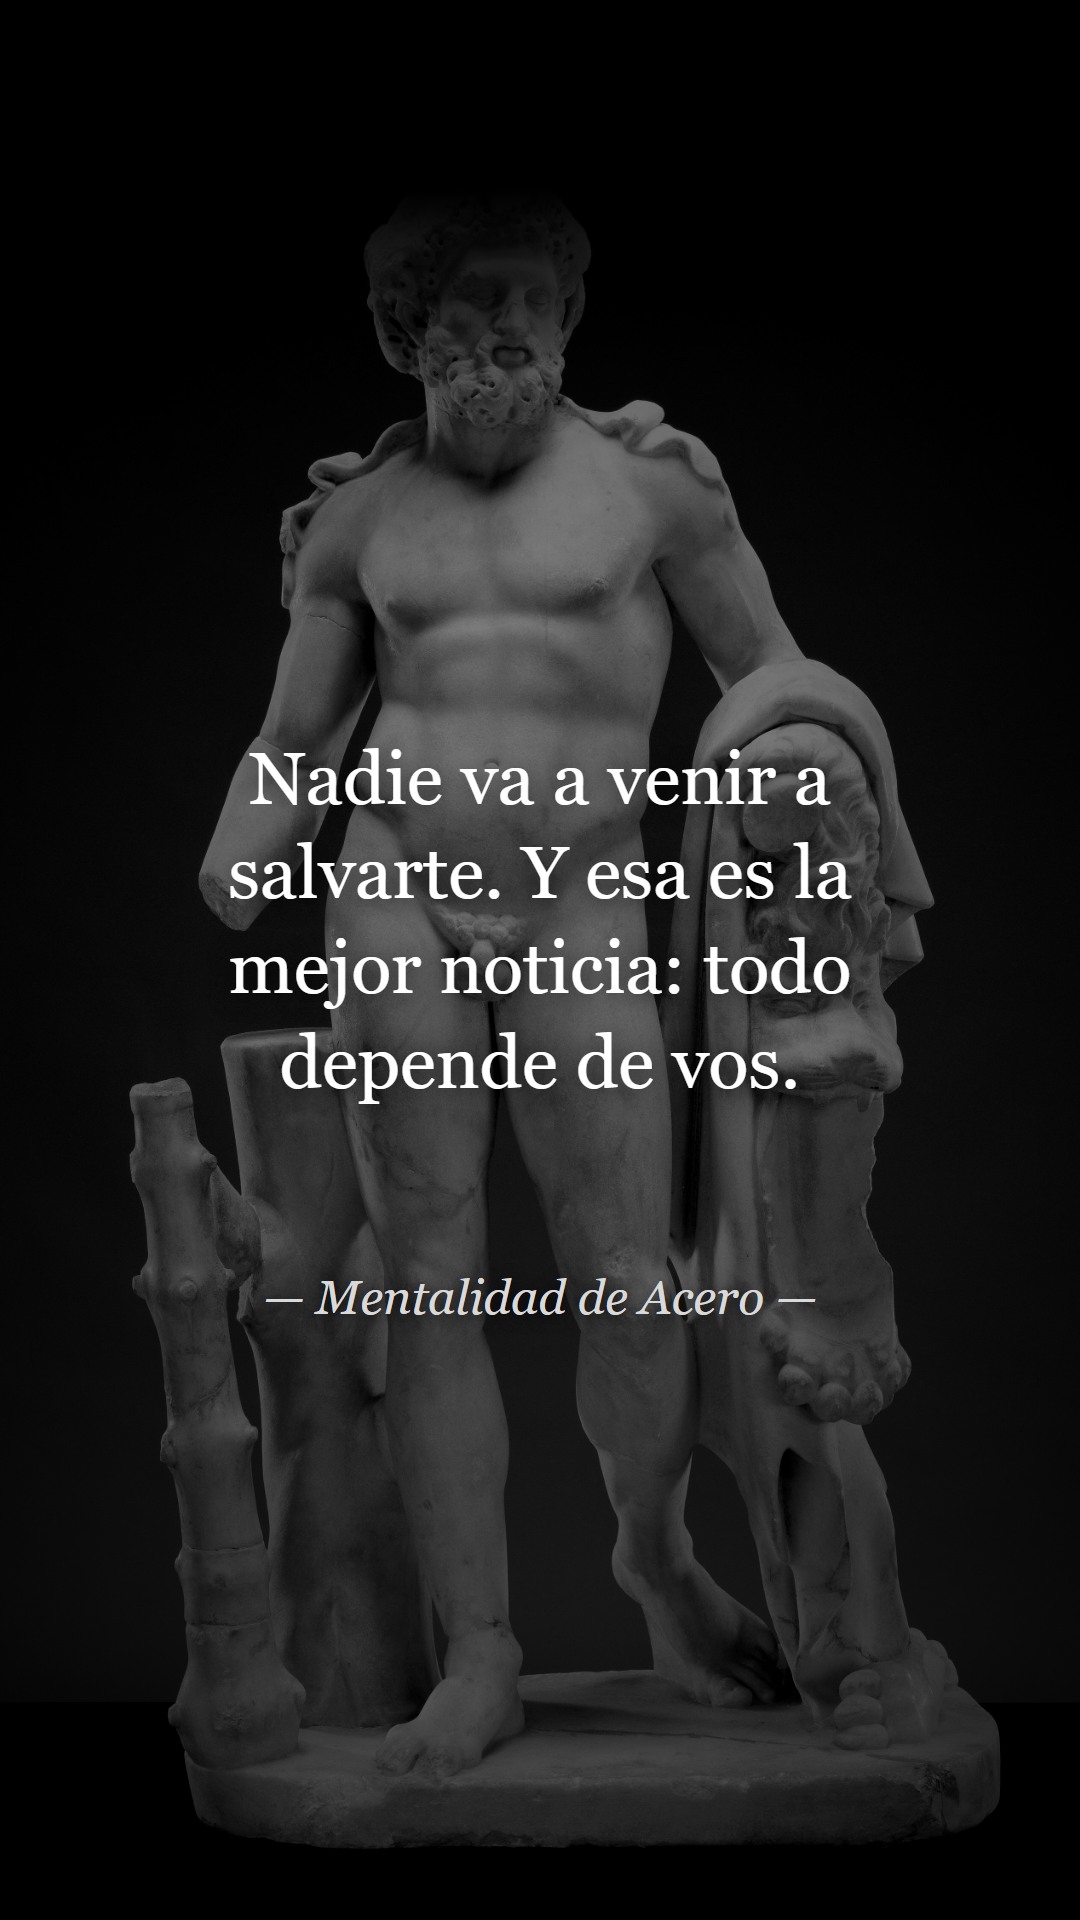 Nadie va a venir a
salvarte. Y esa es la
mejor noticia: todo
depende de vos.
— Mentalidad de Acero —